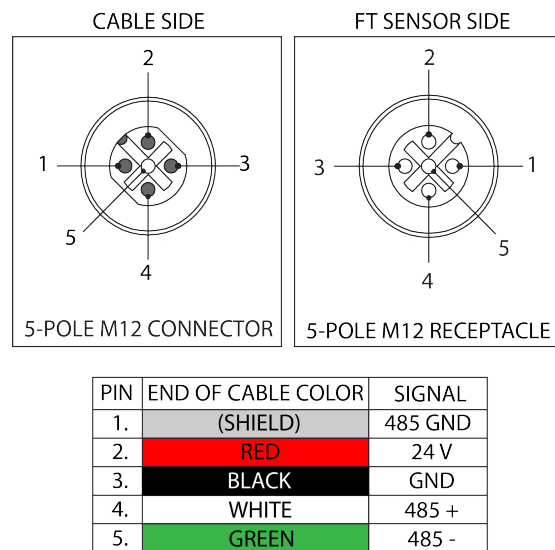 CABLE SIDE
2
1
3
5
4
5-POLE M12 CONNECTOR
FT SENSOR SIDE
2
3
1
5
4
5-POLE M12 RECEPTACLE
PIN END OF CABLE COLOR SIGNAL
1. (SHIELD) 485 GND
2. RED 24 V
3. BLACK GND
4. WHITE 485 +
5. GREEN 485 -